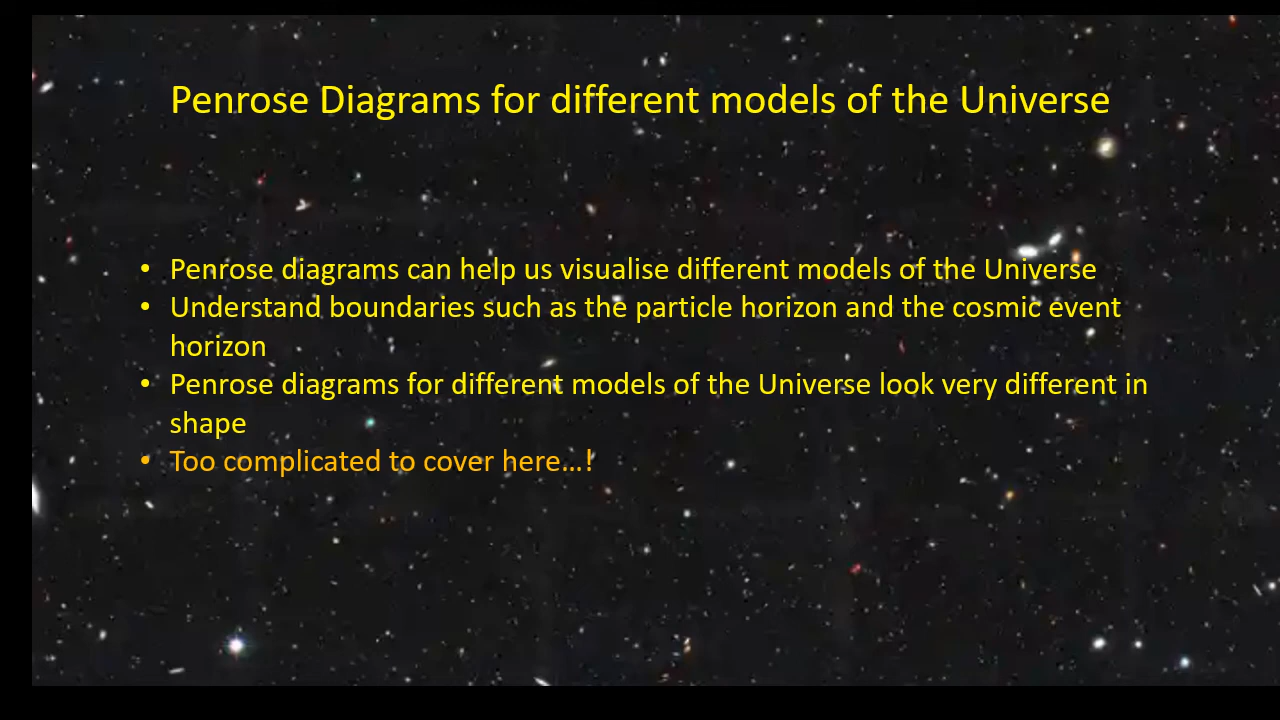 Penrose Diagrams for different models of the Universe
• Penrose diagrams can help us visualise different models of the Universe
• Understand boundaries such as the particle horizon and the cosmic event
horizon
• Penrose diagrams for different models of the Universe look very different in
shape
• Too complicated to cover here…!